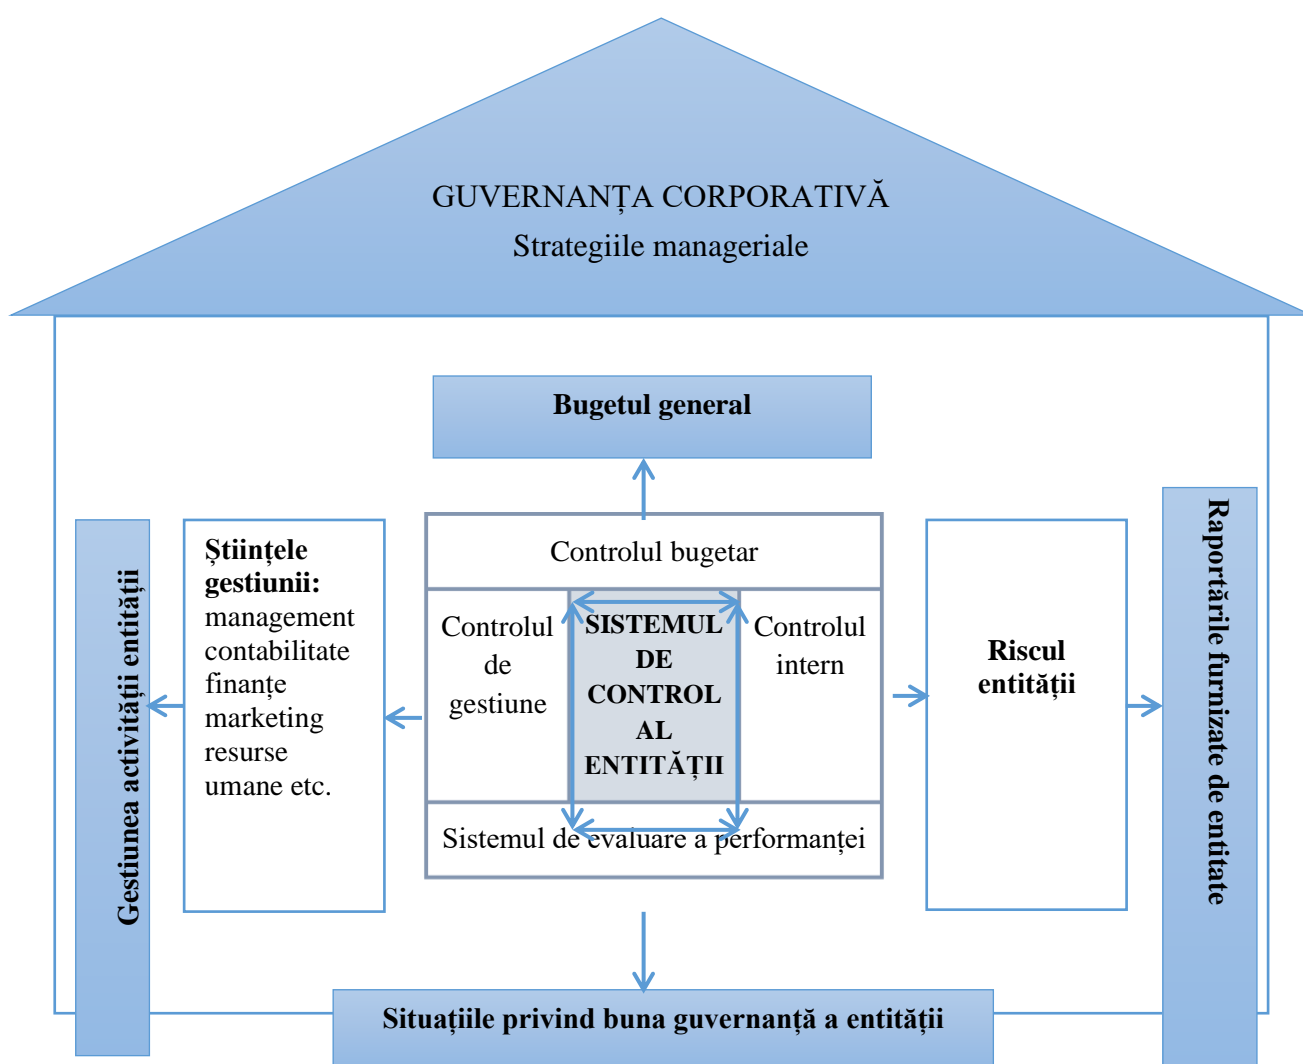 GUVERNANȚA CORPORATIVĂ
Strategiile manageriale
Bugetul general
Gestiunea activității entității
Științele
gestiunii:
management
contabilitate
finanțe
marketing
resurse
umane etc.
Controlul bugetar
Controlul
de
gestiune
SISTEMUL
DE
CONTROL
AL
ENTITĂȚII
Controlul
intern
Sistemul de evaluare a performanței
Riscul
entității
Raportările furnizate de entitate
Situațiile privind buna guvernanță a entității